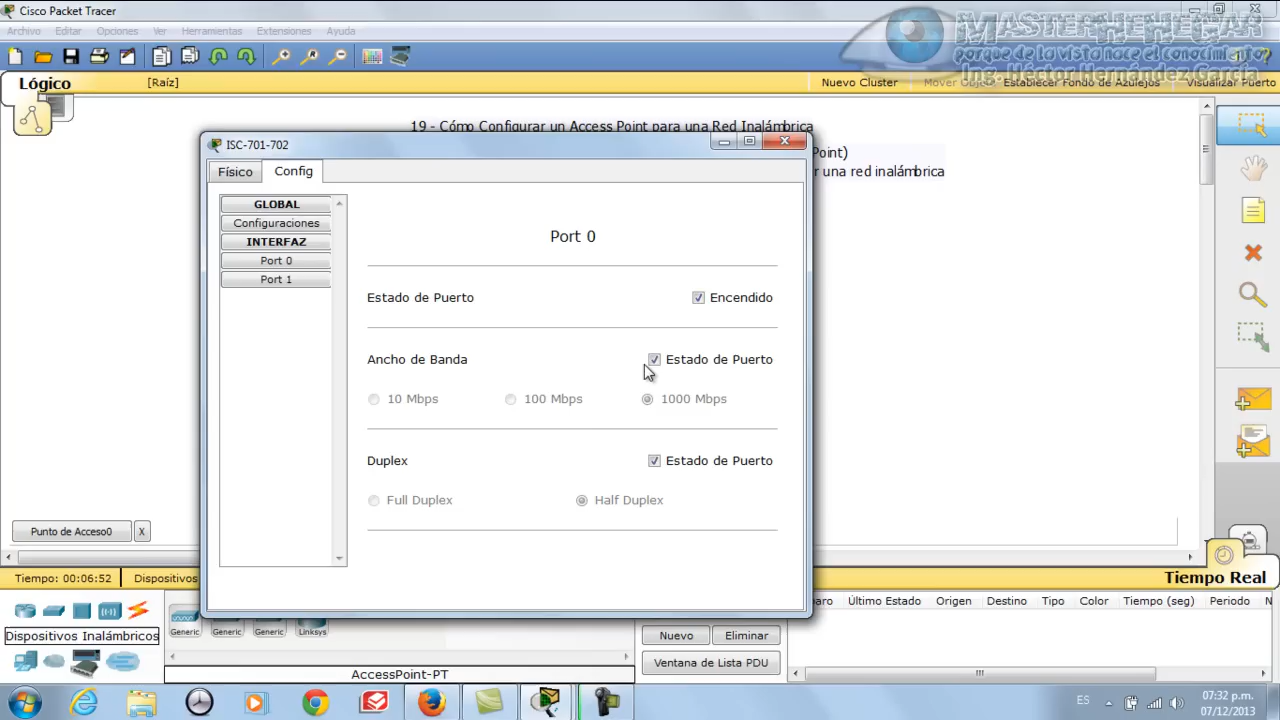 Cisco Packet Tracer
MASTERHEHEGAR
Archivo Editar Opciones Ver Herramientas Extensiones Ayuda
porque de la vista nace el conocimiento
Ing. Héctor Hernández García
Lógico [Raíz] Nuevo Cluster Mover Objeto Establecer Fondo de Azulejos Visualizar Puerto
19 - Cómo Configurar un Access Point para una Red Inalámbrica
ISC-701-702
Point)
r una red inalámbrica
Físico Config
GLOBAL
Configuraciones
INTERFAZ
Port 0
Port 1
Port 0
Estado de Puerto Encendido
Ancho de Banda Estado de Puerto
10 Mbps 100 Mbps 1000 Mbps
Duplex Estado de Puerto
Full Duplex Half Duplex
Punto de Acceso0 X
Tiempo: 00:06:52 Dispositivos
Tiempo Real
Dispositivos Inalámbricos
Generic Generic Generic Linksys
AccessPoint-PT
Nuevo Eliminar
Ventana de Lista PDU
paro Último Estado Origen Destino Tipo Color Tiempo (seg) Periodo N
ES 07:32 p.m.
07/12/2013